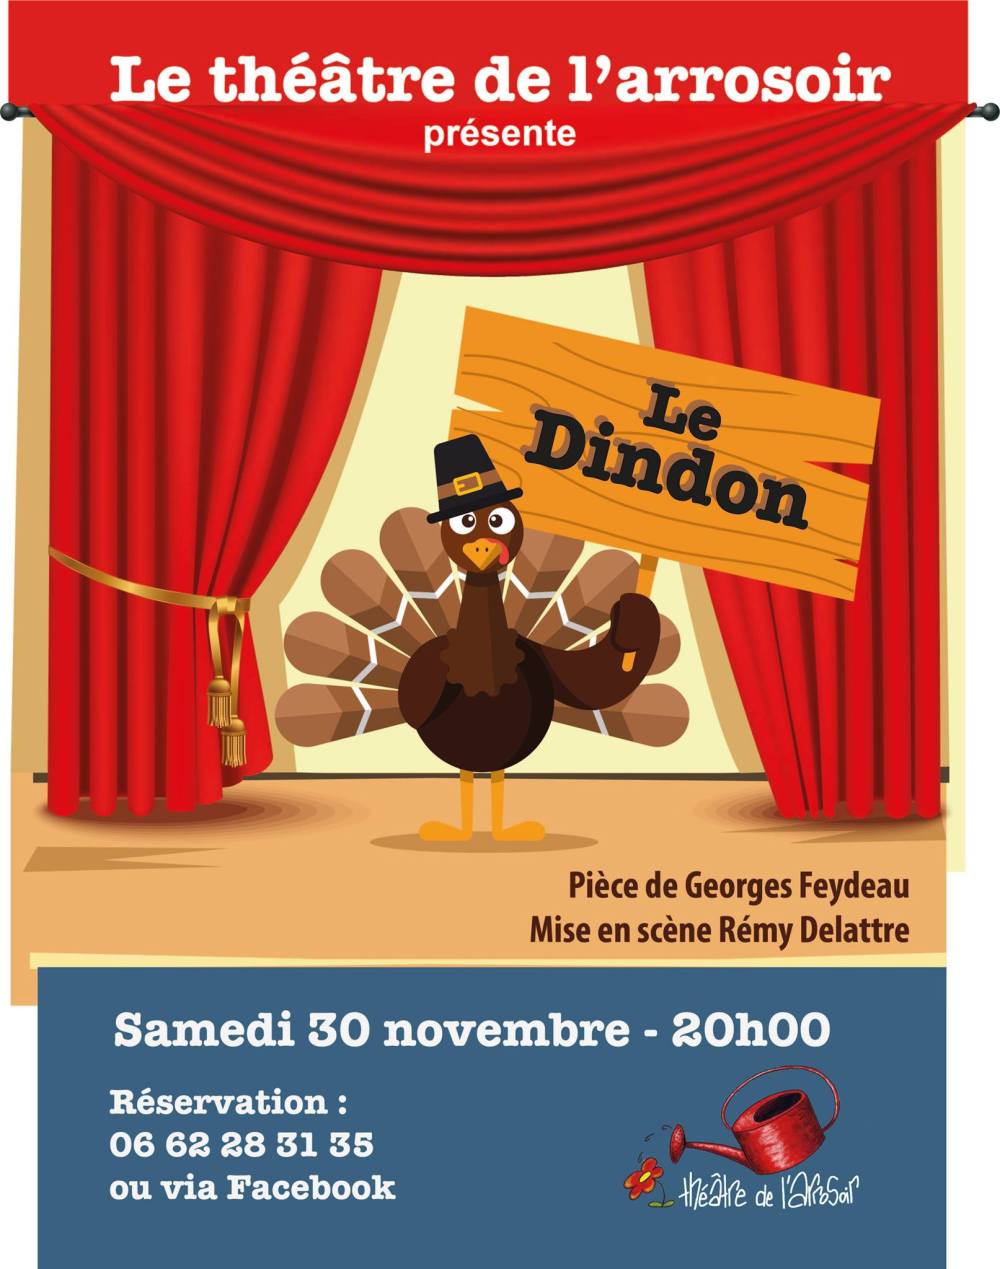 Le théâtre de l'arrosoir
présente
Le
Dindon
Pièce de Georges Feydeau
Mise en scène Rémy Delattre
Samedi 30 novembre - 20h00
Réservation :
06 62 28 31 35
ou via Facebook
théâtre de l'Arrosoir